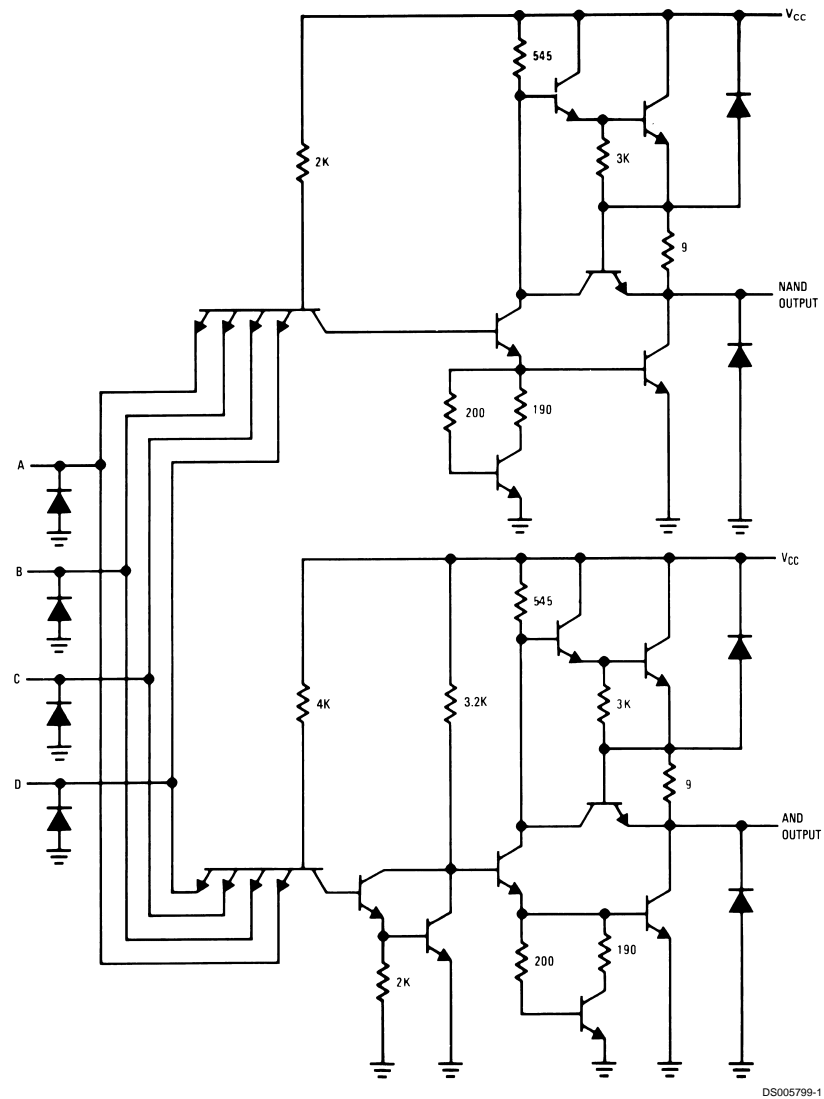 VCC
545
2K
3K
9
NAND
OUTPUT
200
190
A
B
C
D
VCC
545
4K
3.2K
3K
9
AND
OUTPUT
200
190
2K
DS005799-1